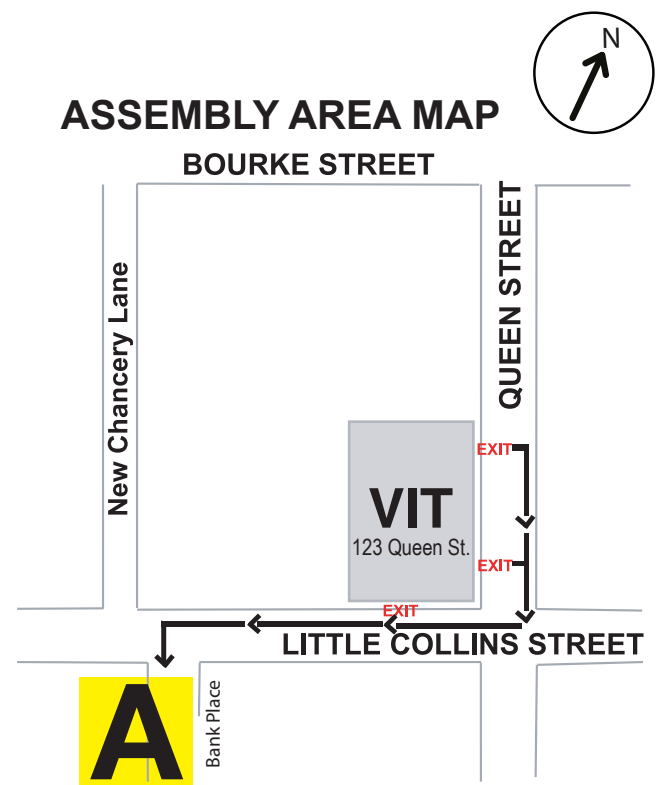 N
ASSEMBLY AREA MAP
BOURKE STREET
QUEEN STREET
New Chancery Lane
EXIT
VIT
123 Queen St.
EXIT
EXIT
LITTLE COLLINS STREET
A
Bank Place